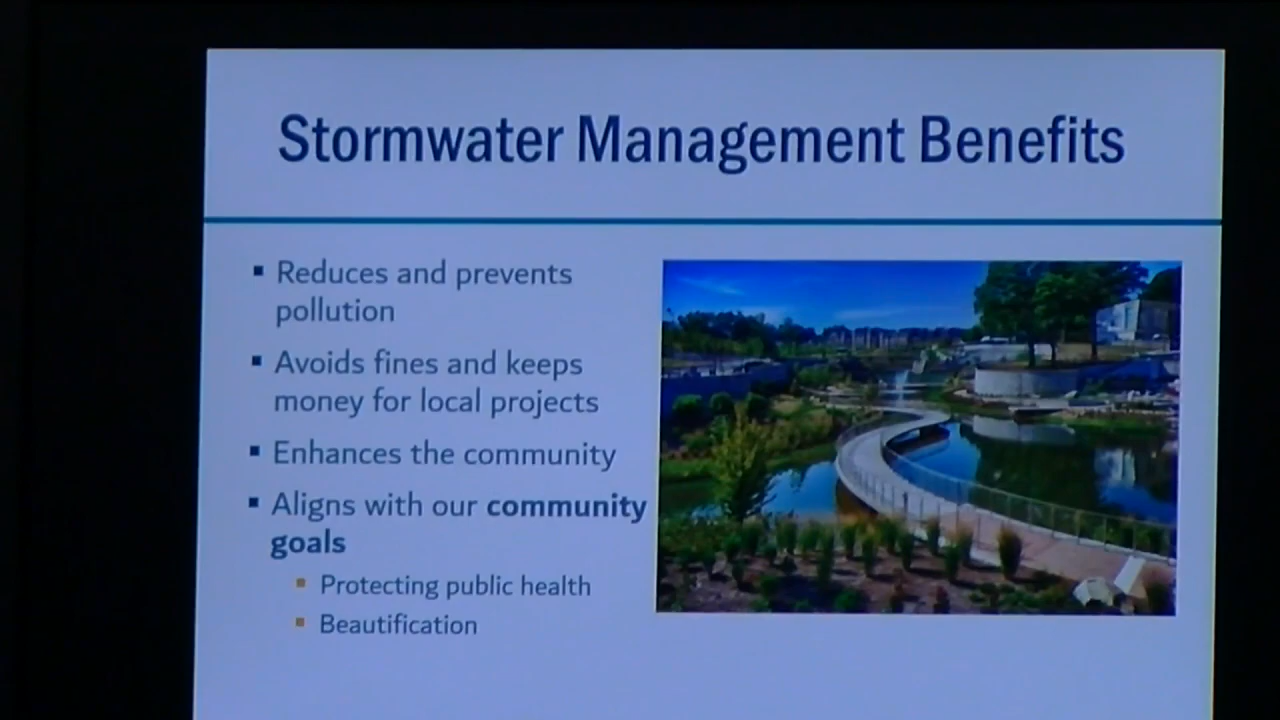 Stormwater Management Benefits
▪ Reduces and prevents
pollution
▪ Avoids fines and keeps
money for local projects
▪ Enhances the community
▪ Aligns with our community
goals
▪ Protecting public health
▪ Beautification